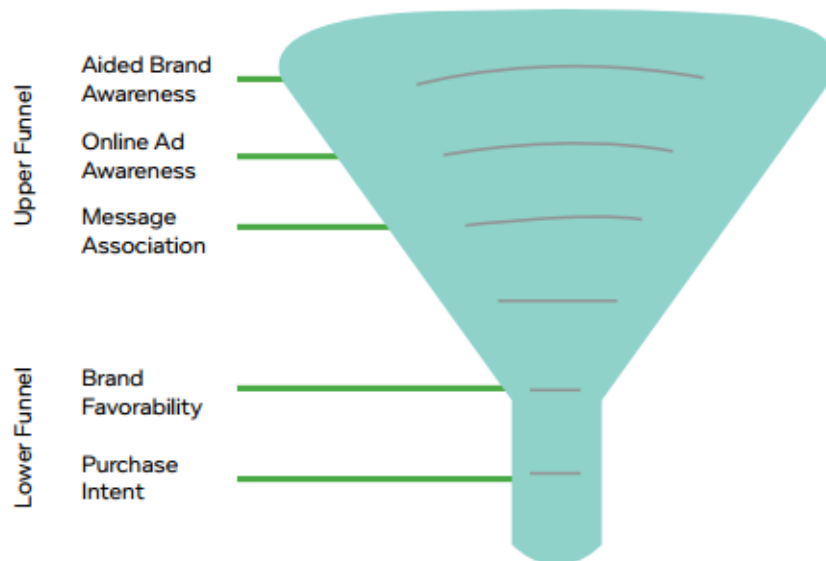 Upper Funnel
Aided Brand
Awareness
Online Ad
Awareness
Message
Association
Lower Funnel
Brand
Favorability
Purchase
Intent